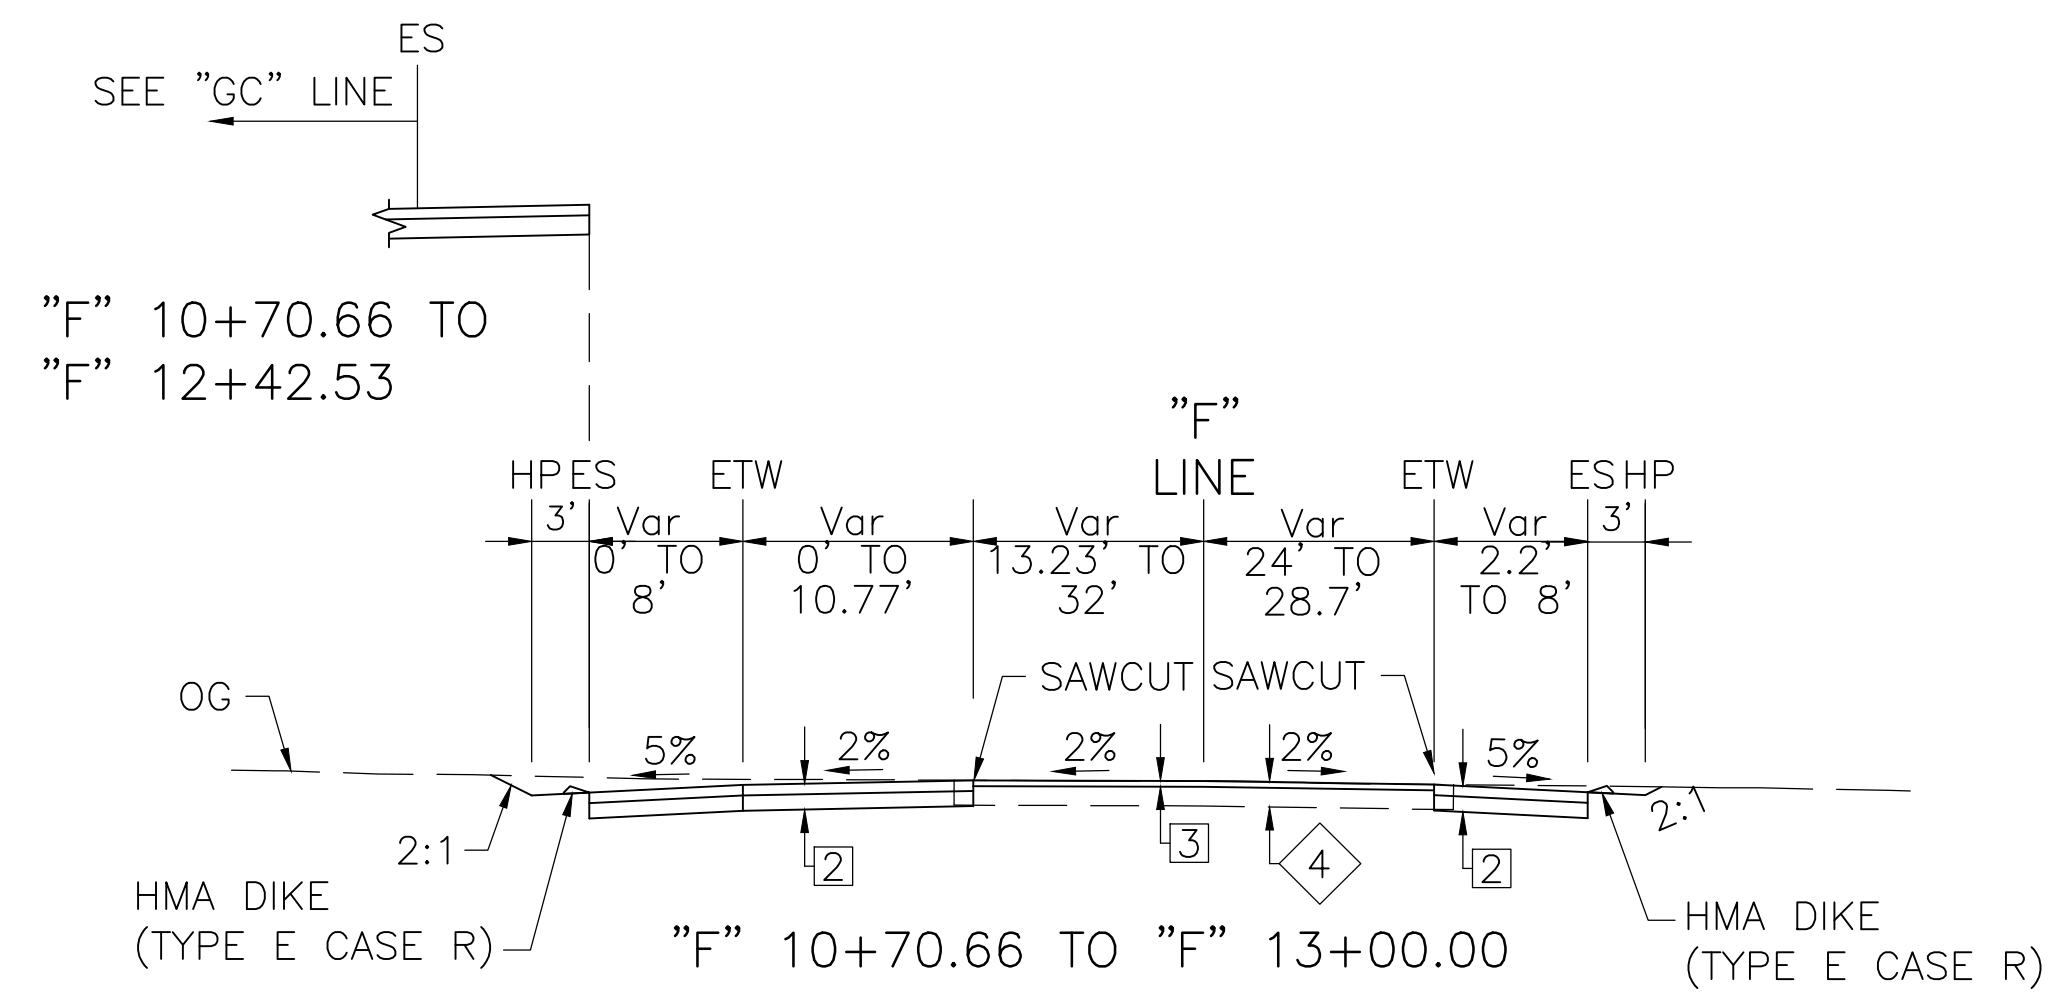 ES
SEE "GC" LINE
"F" 10+70.66 TO
"F" 12+42.53
"F"
LINE
HP ES ETW ETW ES HP
3' Var Var Var Var Var 3'
0' TO 0' TO 13.23' TO 24' TO 2.2'
8' 10.77' 32' 28.7' TO 8'
SAWCUT SAWCUT
OG
5% 2% 2% 2% 5%
2:1
2:1
2 3 4 2
HMA DIKE
(TYPE E CASE R)
HMA DIKE
(TYPE E CASE R)
"F" 10+70.66 TO "F" 13+00.00